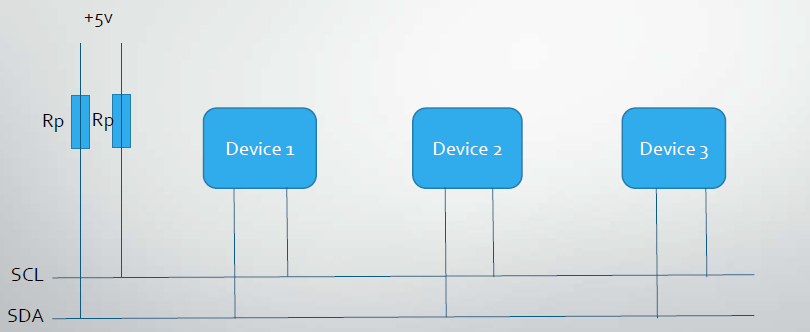 +5v
Rp
Rp
Device 1
Device 2
Device 3
SCL
SDA